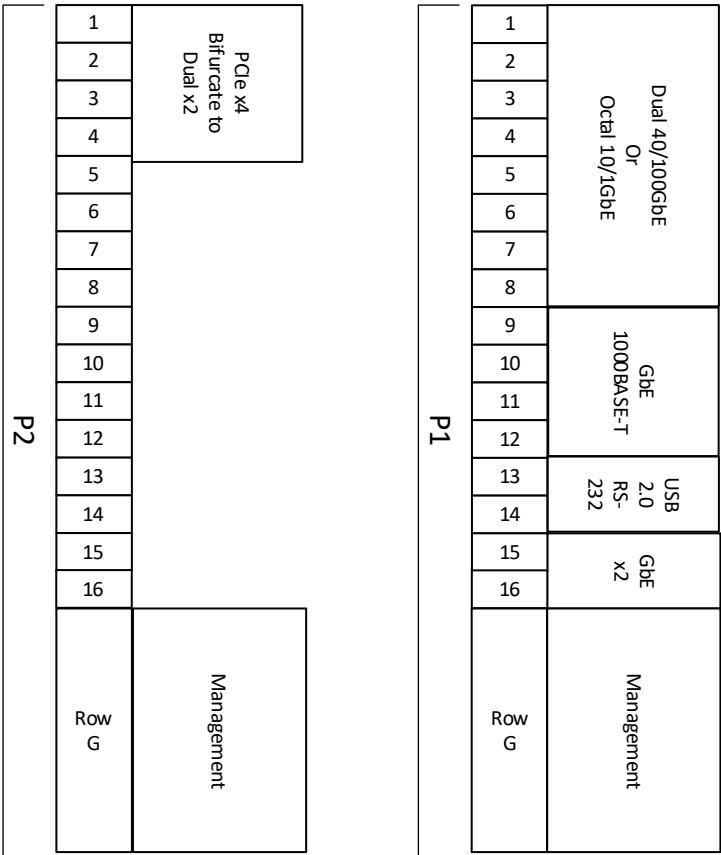 1
2
3
4
5
6
7
8
9
10
11
12
13
14
15
16
Row
G
PCIe x4
Bifurcate to
Dual x2
Management
P2
1
2
3
4
5
6
7
8
9
10
11
12
13
14
15
16
Row
G
Dual 40/100GbE
Or
Octal 10/1GbE
GbE
1000BASE-T
USB
2.0
RS-
232
GbE
x2
Management
P1